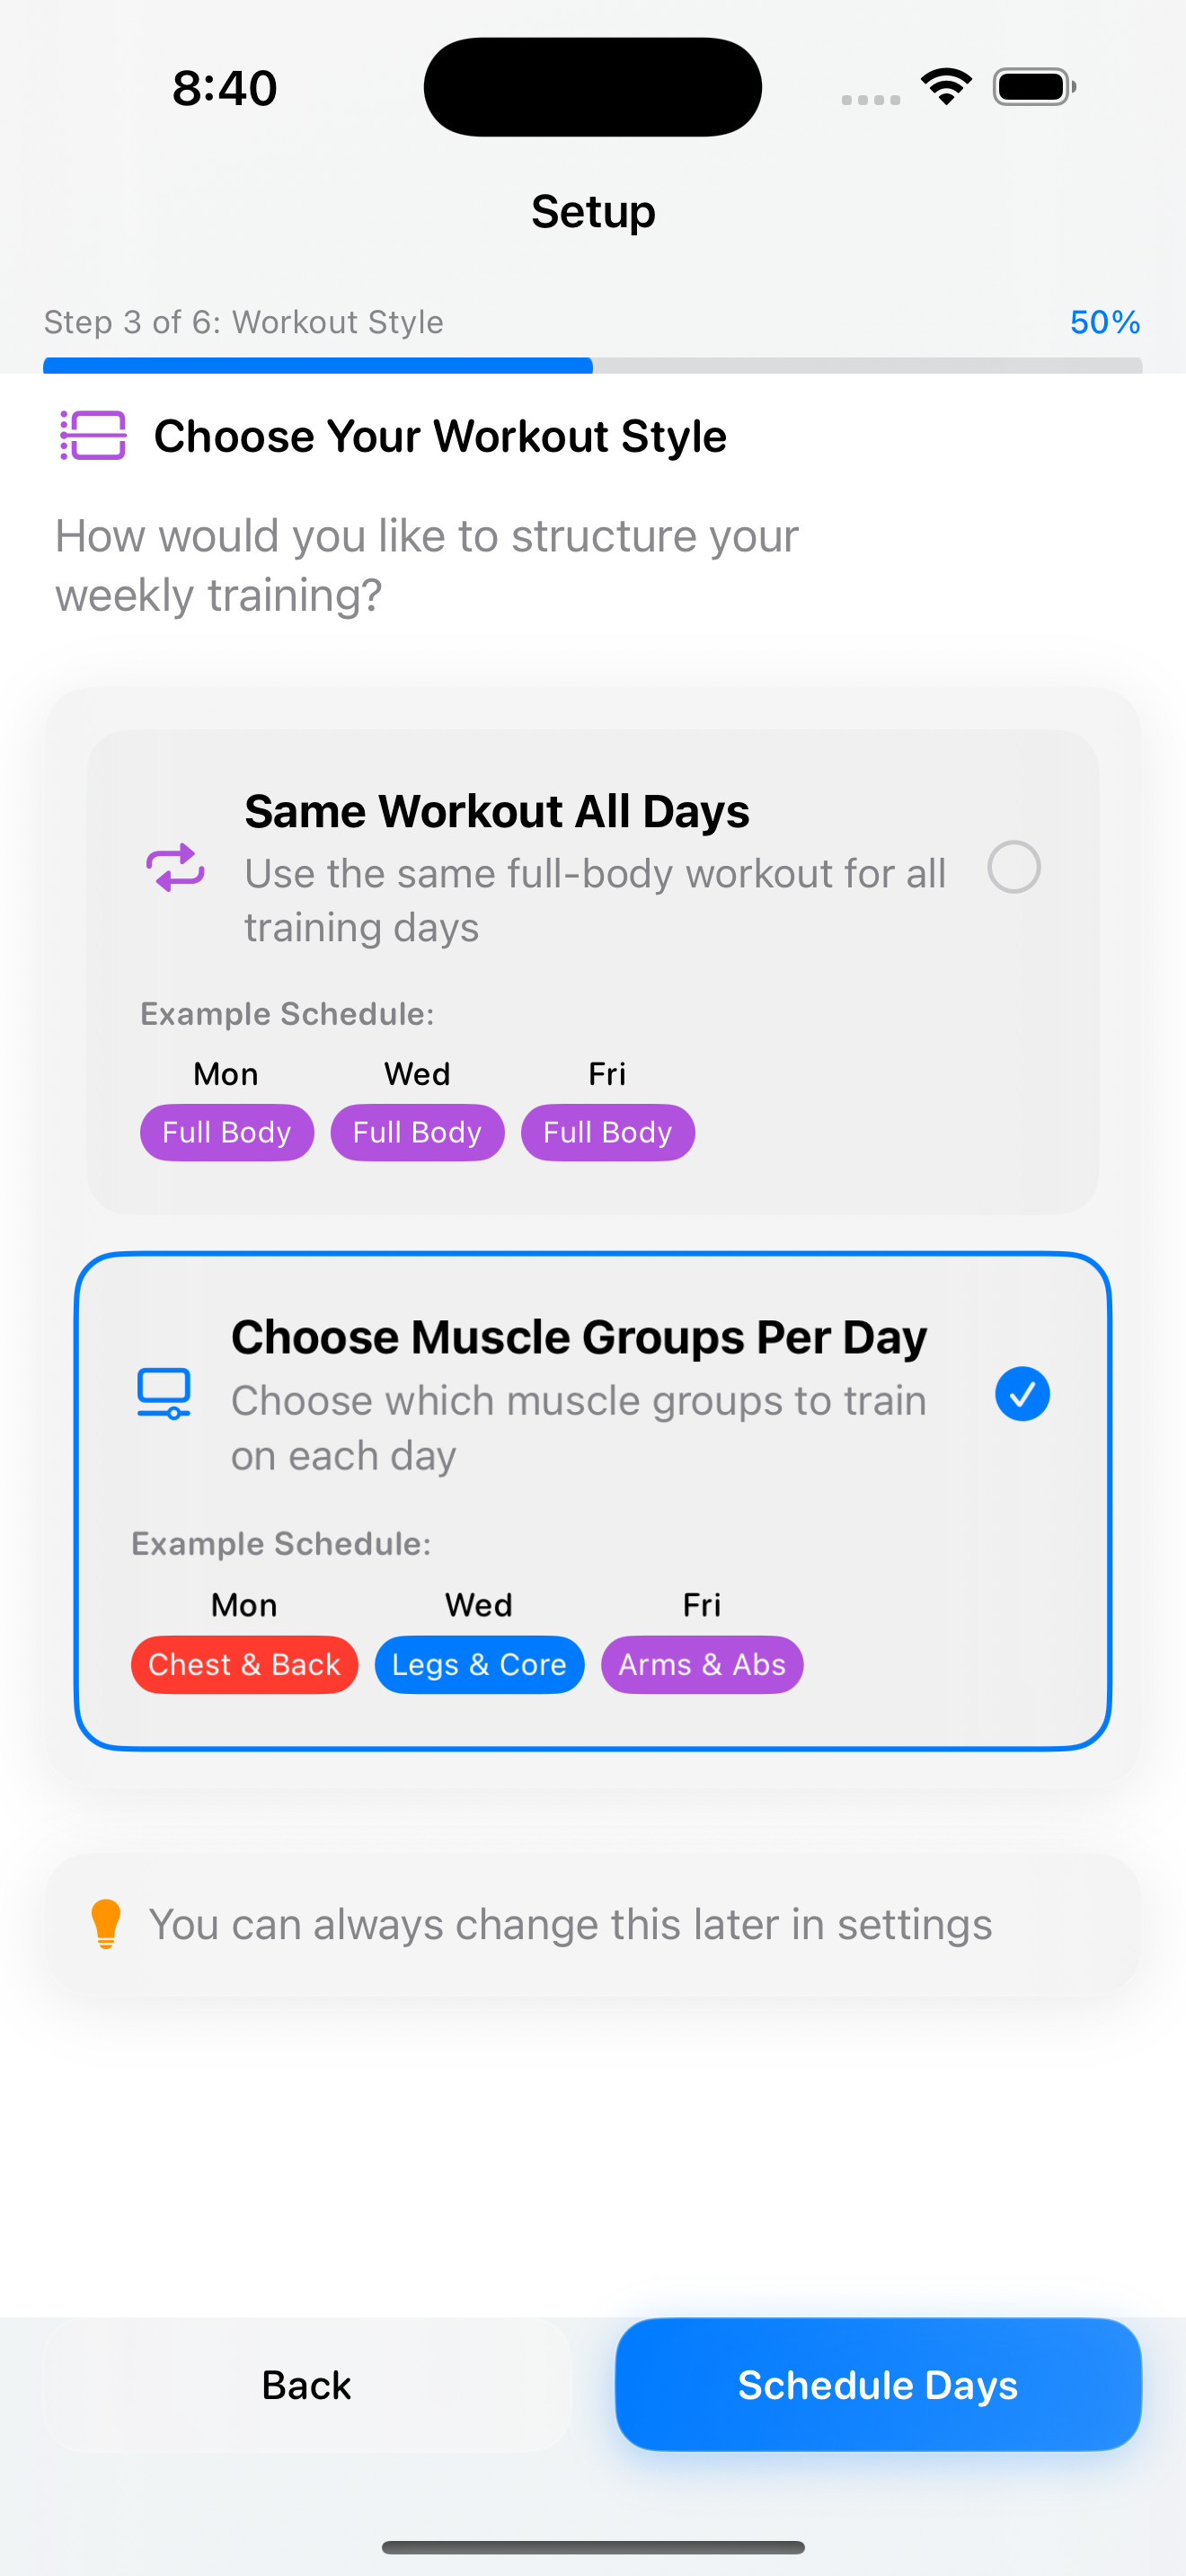 8:40
Setup
Step 3 of 6: Workout Style 50%
Choose Your Workout Style
How would you like to structure your
weekly training?
Same Workout All Days
Use the same full-body workout for all
training days
Example Schedule:
Mon Wed Fri
Full Body Full Body Full Body
Choose Muscle Groups Per Day
Choose which muscle groups to train
on each day
Example Schedule:
Mon Wed Fri
Chest & Back Legs & Core Arms & Abs
You can always change this later in settings
Back Schedule Days